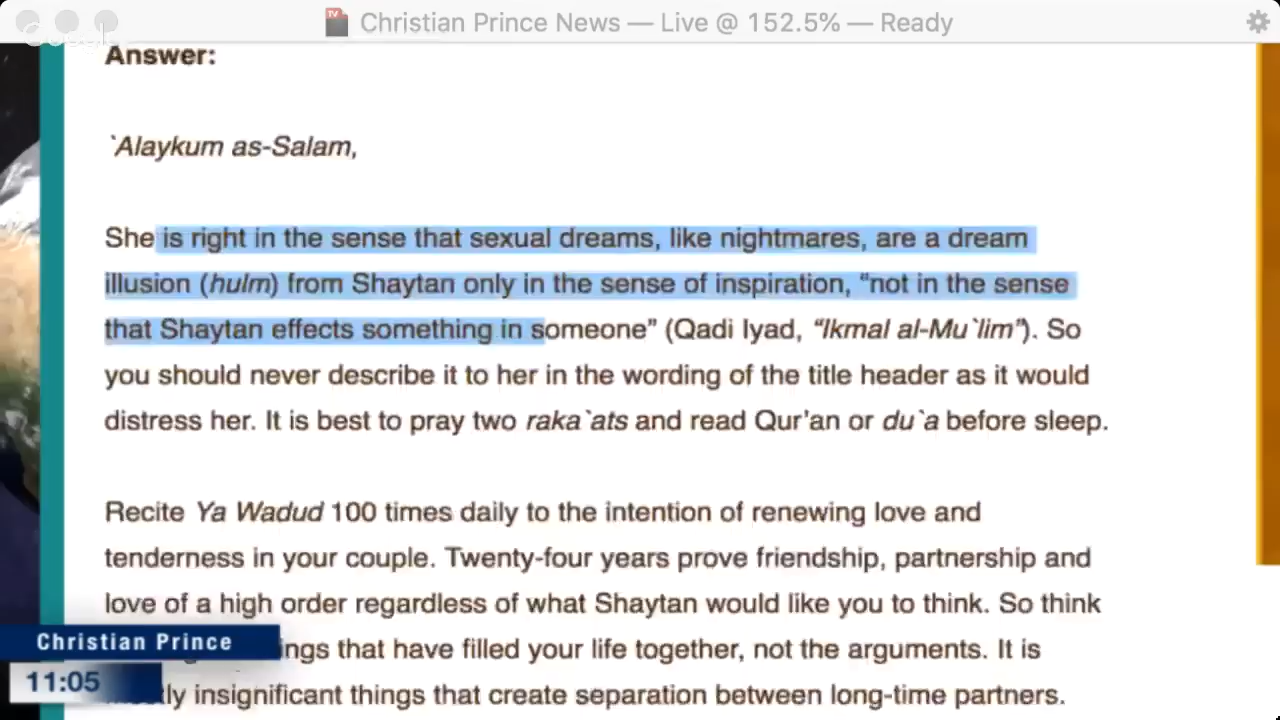 Christian Prince News — Live @ 152.5% — Ready
Google
Answer:
`Alaykum as-Salam,
She is right in the sense that sexual dreams, like nightmares, are a dream
illusion (hulm) from Shaytan only in the sense of inspiration, “not in the sense
that Shaytan effects something in someone” (Qadi Iyad, “Ikmal al-Mu`lim”). So
you should never describe it to her in the wording of the title header as it would
distress her. It is best to pray two raka`ats and read Qur'an or du`a before sleep.
Recite Ya Wadud 100 times daily to the intention of renewing love and
tenderness in your couple. Twenty-four years prove friendship, partnership and
love of a high order regardless of what Shaytan would like you to think. So think
that have filled your life together, not the arguments. It is
insignificant things that create separation between long-time partners.
Christian Prince
11:05